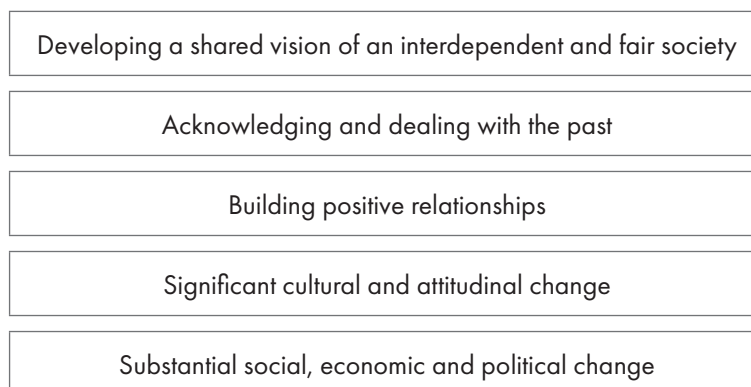 Developing a shared vision of an interdependent and fair society
Acknowledging and dealing with the past
Building positive relationships
Significant cultural and attitudinal change
Substantial social, economic and political change